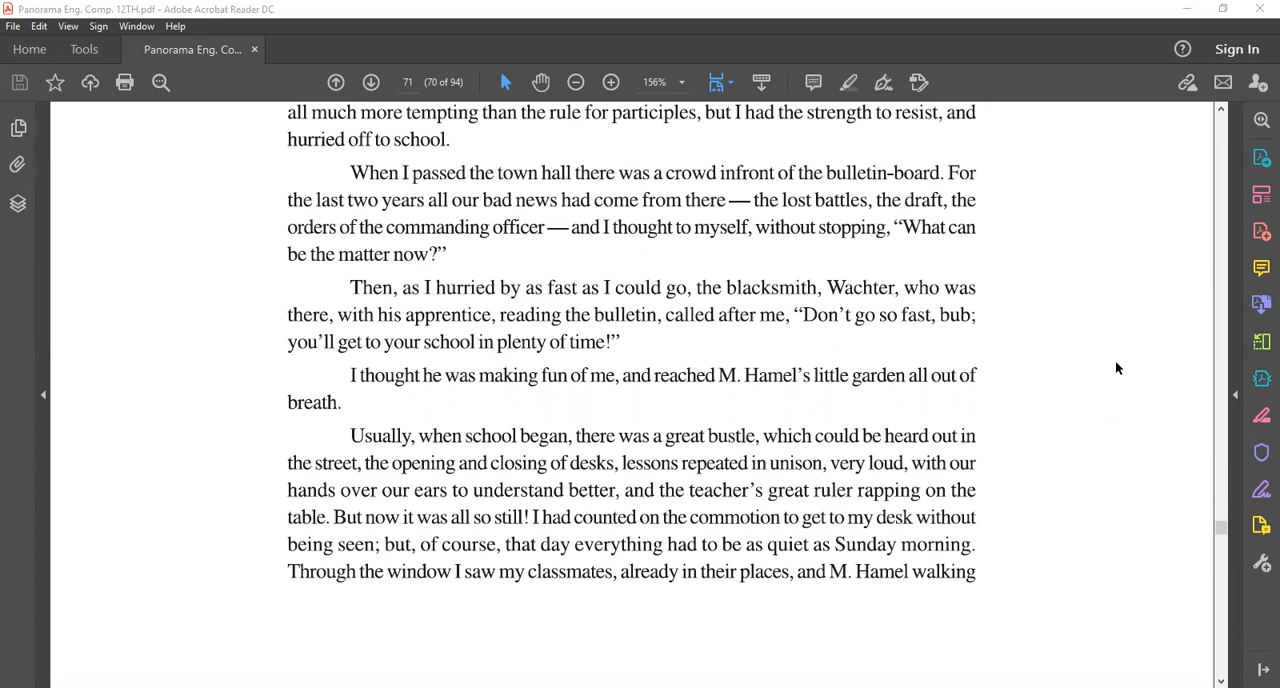 Panorama Eng. Comp. 12TH.pdf - Adobe Acrobat Reader DC
File Edit View Sign Window Help
Home Tools Panorama Eng. Co... × Sign In
71 (70 of 94) 156%
all much more tempting than the rule for participles, but I had the strength to resist, and
hurried off to school.
When I passed the town hall there was a crowd infront of the bulletin-board. For
the last two years all our bad news had come from there — the lost battles, the draft, the
orders of the commanding officer — and I thought to myself, without stopping, “What can
be the matter now?”
Then, as I hurried by as fast as I could go, the blacksmith, Wachter, who was
there, with his apprentice, reading the bulletin, called after me, “Don’t go so fast, bub;
you’ll get to your school in plenty of time!”
I thought he was making fun of me, and reached M. Hamel’s little garden all out of
breath.
Usually, when school began, there was a great bustle, which could be heard out in
the street, the opening and closing of desks, lessons repeated in unison, very loud, with our
hands over our ears to understand better, and the teacher’s great ruler rapping on the
table. But now it was all so still! I had counted on the commotion to get to my desk without
being seen; but, of course, that day everything had to be as quiet as Sunday morning.
Through the window I saw my classmates, already in their places, and M. Hamel walking